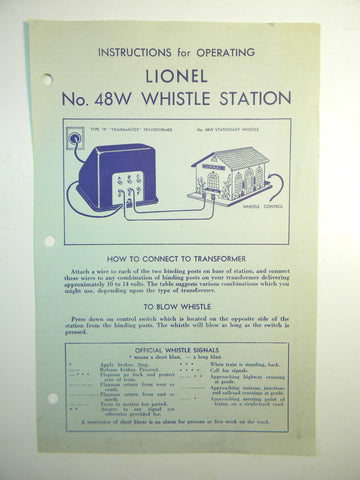 INSTRUCTIONS for OPERATING
LIONEL
No. 48W WHISTLE STATION
TYPE "R" "TRAINMASTER" TRANSFORMER
No. 48W STATIONARY WHISTLE
WHISTLE CONTROL
HOW TO CONNECT TO TRANSFORMER
Attach a wire to each of the two binding posts on base of station, and connect
these wires to any combination of binding posts on your transformer delivering
approximately 10 to 14 volts. The table suggests various combinations which you
might use, depending upon the type of transformer.
TO BLOW WHISTLE
Press down on control switch which is located on the opposite side of the
station from the binding posts. The whistle will blow as long as the switch is
pressed.
OFFICIAL WHISTLE SIGNALS
* means a short blast, — a long blast
Apply brakes. Stop.
Release brakes. Proceed.
Flagman go back and protect
rear of train.
Flagman return from west or
south.
Flagman return from east or
north.
Train in motion has parted.
Answer to any signal not
otherwise provided for.
When train is standing, back.
Call for signals.
Approaching highway crossing
at grade.
Approaching stations, junctions
and railroad crossings at grade.
Approaching meeting point of
trains, on a single-track road.
A succession of short blasts is an alarm for persons or live stock on the track.